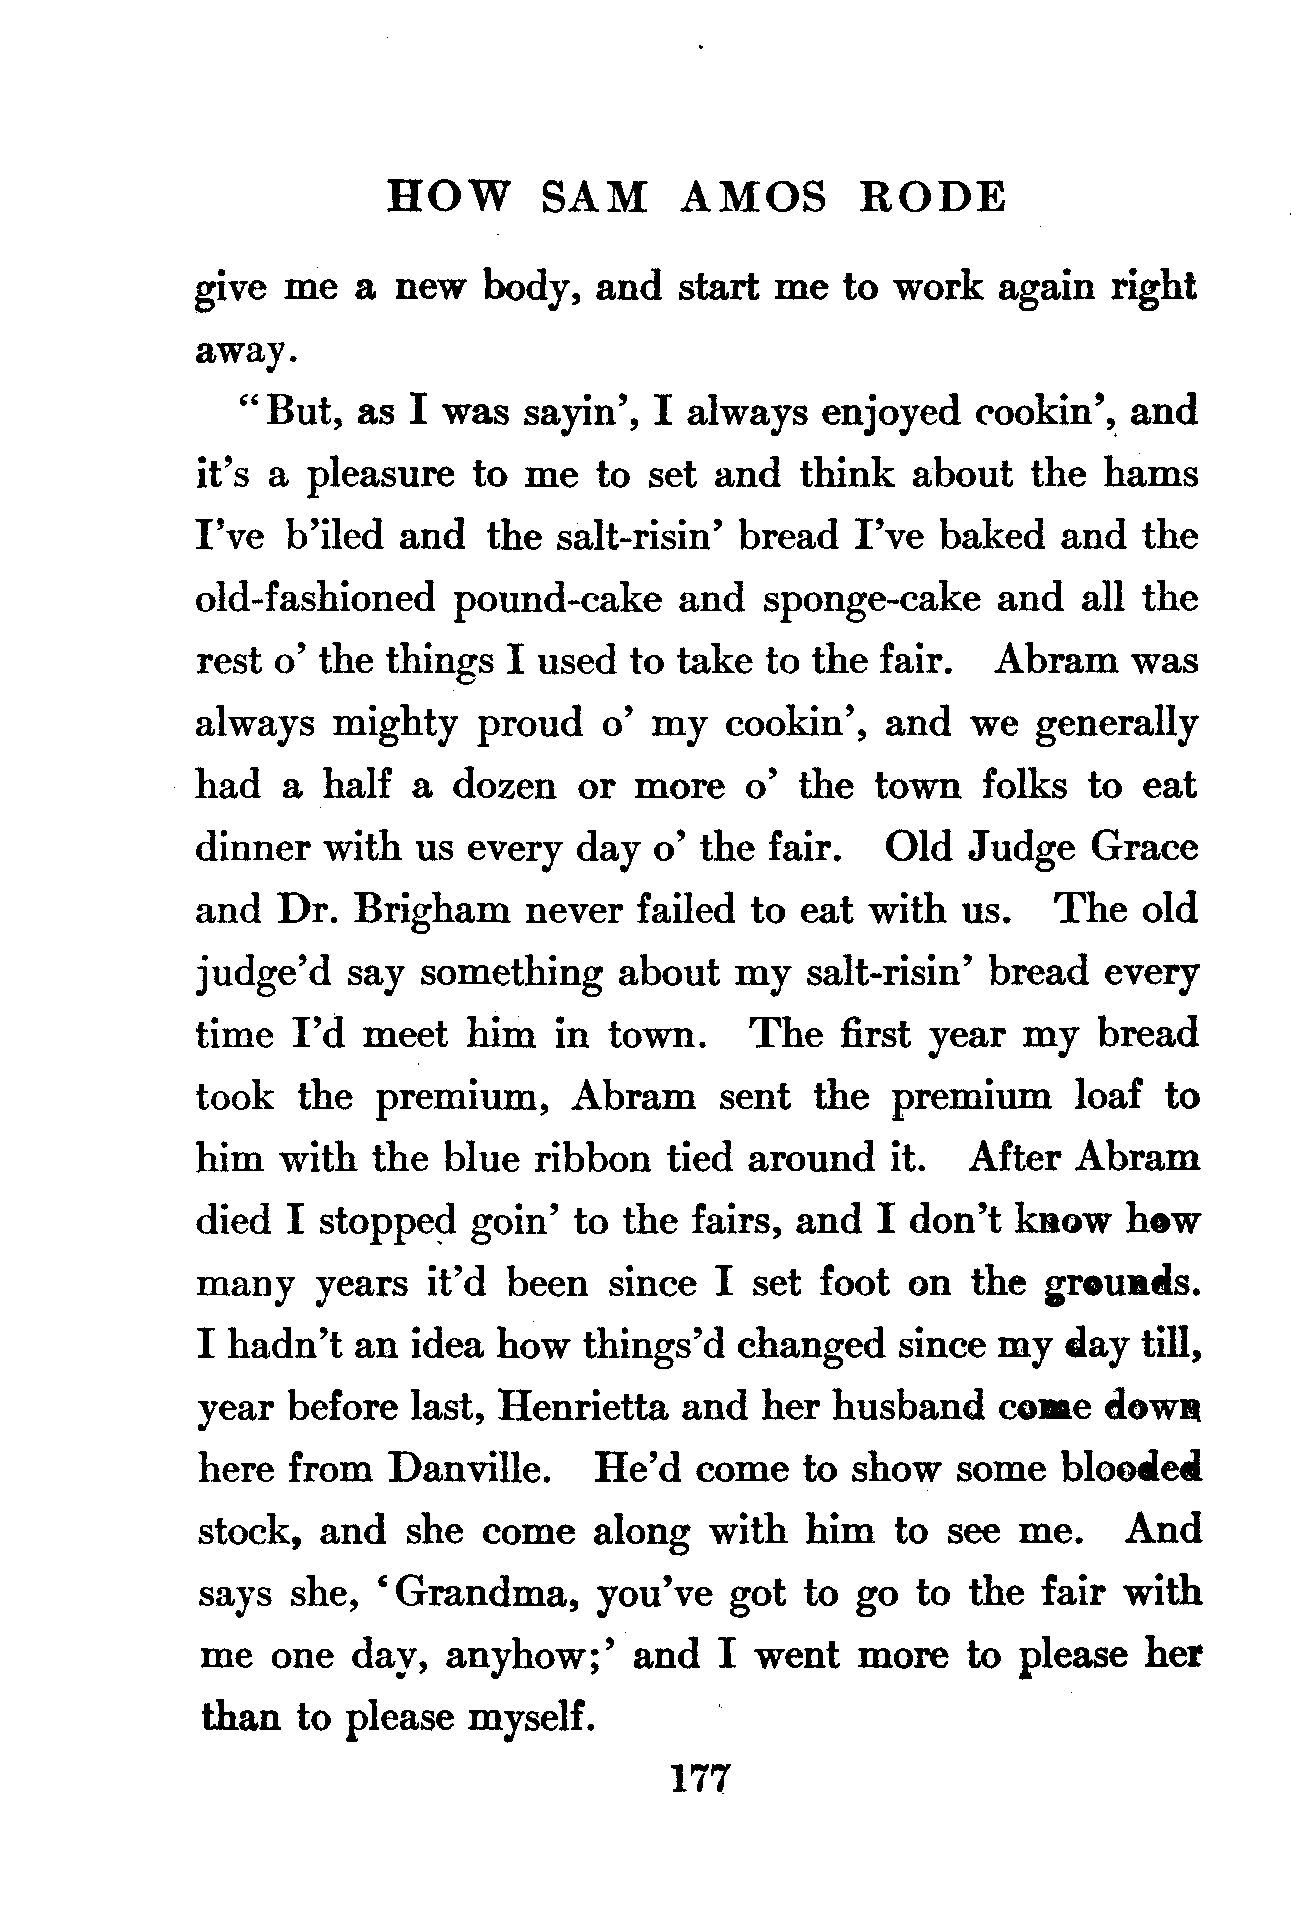 HOW SAM AMOS RODE
give me a new body, and start me to work again right
away.
"But, as I was sayin', I always enjoyed cookin', and
it's a pleasure to me to set and think about the hams
I've b'iled and the salt-risin' bread I've baked and the
old-fashioned pound-cake and sponge-cake and all the
rest o' the things I used to take to the fair. Abram was
always mighty proud o' my cookin', and we generally
had a half a dozen or more o' the town folks to eat
dinner with us every day o' the fair. Old Judge Grace
and Dr. Brigham never failed to eat with us. The old
judge'd say something about my salt-risin' bread every
time I'd meet him in town. The first year my bread
took the premium, Abram sent the premium loaf to
him with the blue ribbon tied around it. After Abram
died I stopped goin' to the fairs, and I don't know how
many years it'd been since I set foot on the grounds.
I hadn't an idea how things'd changed since my day till,
year before last, Henrietta and her husband come down
here from Danville. He'd come to show some blooded
stock, and she come along with him to see me. And
says she, 'Grandma, you've got to go to the fair with
me one day, anyhow;' and I went more to please her
than to please myself.
177